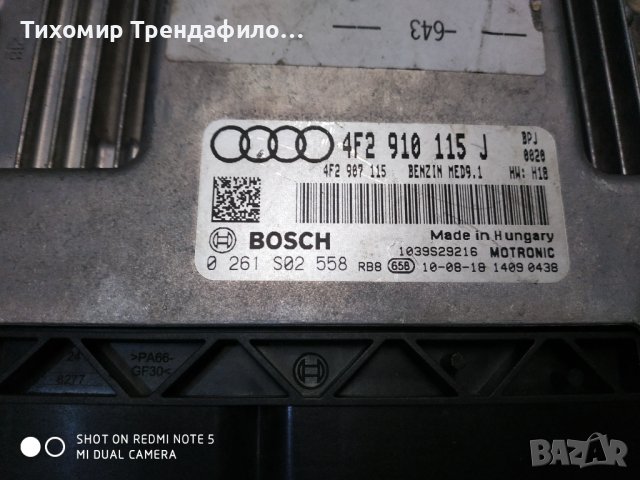 Тихомир Трендафило...
— 643 —
4F2 910 115 J
BPJ
0020
4F2 907 115 BENZIN MED9.1 HW: H18
BOSCH
Made in Hungary
1039S29216 MOTRONIC
0 261 S02 558 RB8 658 10-08-18 1409 0438
24
8277
>PA66-
GF30<
SHOT ON REDMI NOTE 5
MI DUAL CAMERA
BAZAR